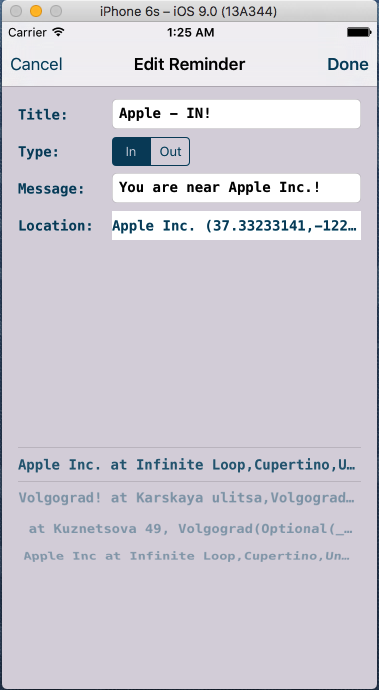 iPhone 6s – iOS 9.0 (13A344)
Carrier 1:25 AM
Cancel Edit Reminder Done
Title: Apple – IN!
Type: In Out
Message: You are near Apple Inc.!
Location: Apple Inc. (37.33233141,-122…
Apple Inc. at Infinite Loop,Cupertino,U…
Volgograd! at Karskaya ulitsa,Volgograd…
at Kuznetsova 49, Volgograd(Optional(_…
Apple Inc at Infinite Loop,Cupertino,Un…